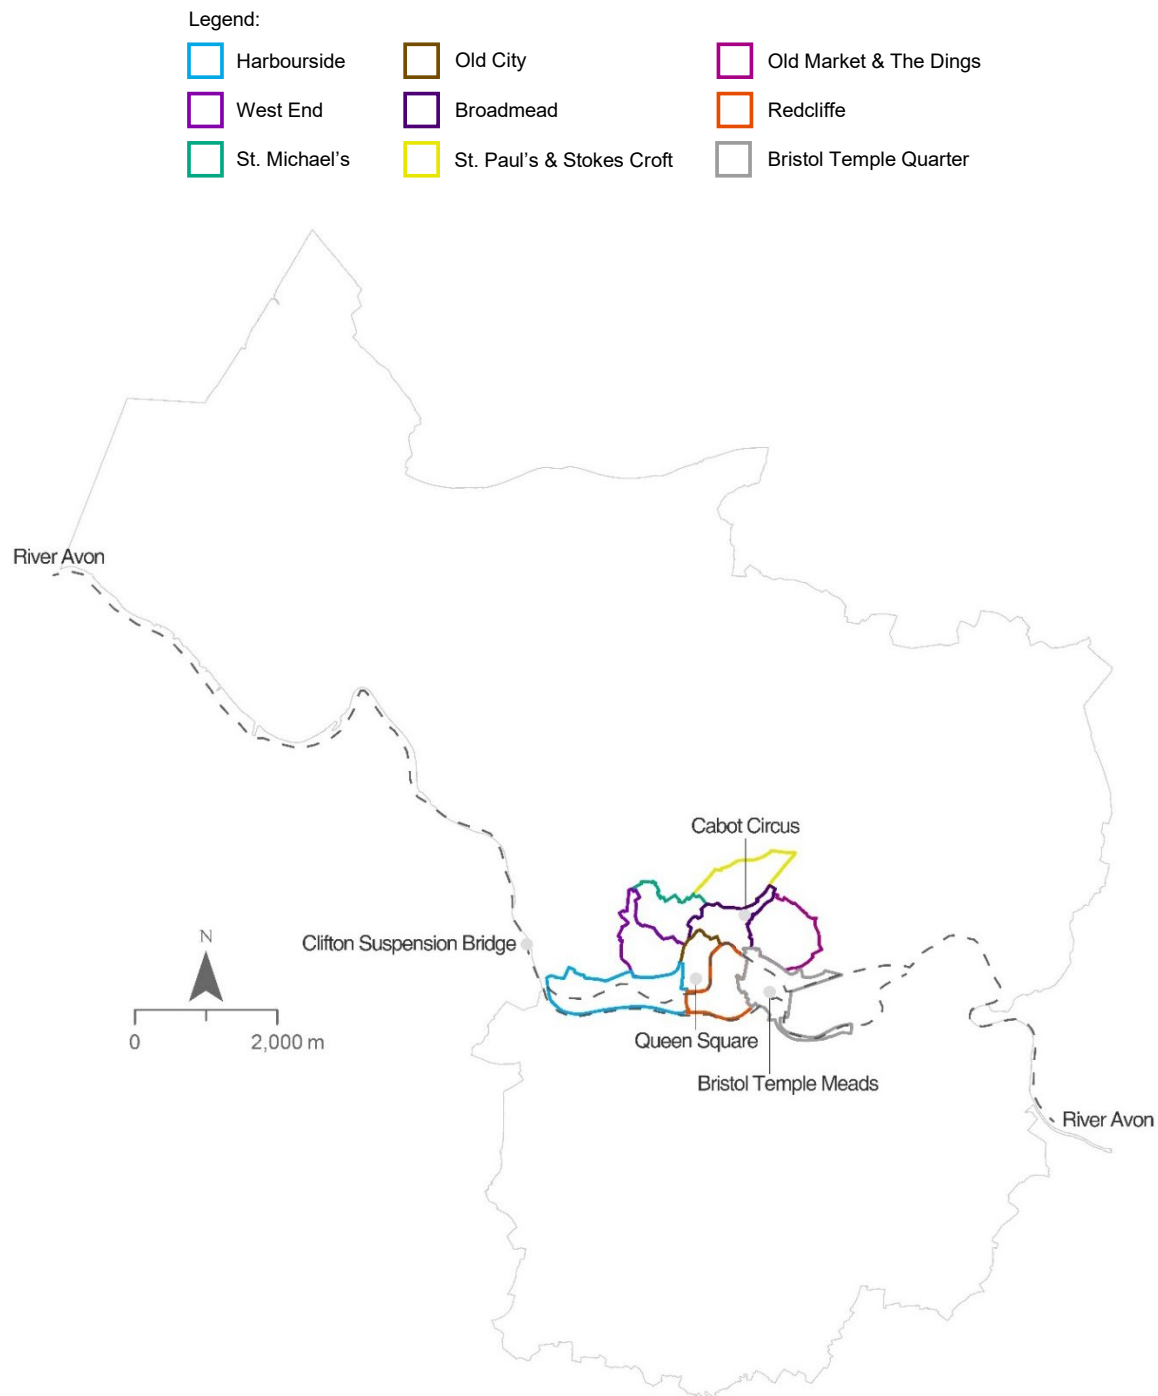 Legend:
Harbourside
Old City
Old Market & The Dings
West End
Broadmead
Redcliffe
St. Michael’s
St. Paul’s & Stokes Croft
Bristol Temple Quarter
River Avon
Cabot Circus
N
Clifton Suspension Bridge
0
2,000 m
Queen Square
Bristol Temple Meads
River Avon